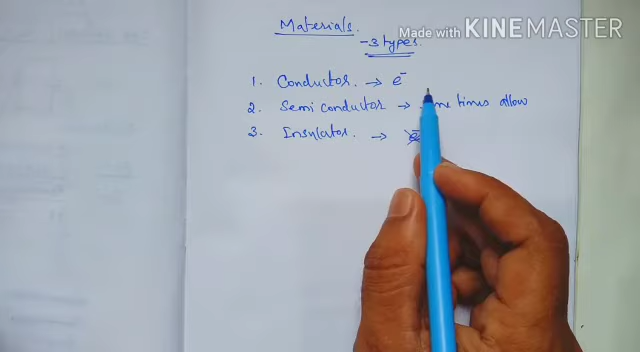 Materials.
Made with KINEMASTER
- 3 types.
1. Conductor. → e⁻
2. Semi conductor → times allow
3. Insulator. →